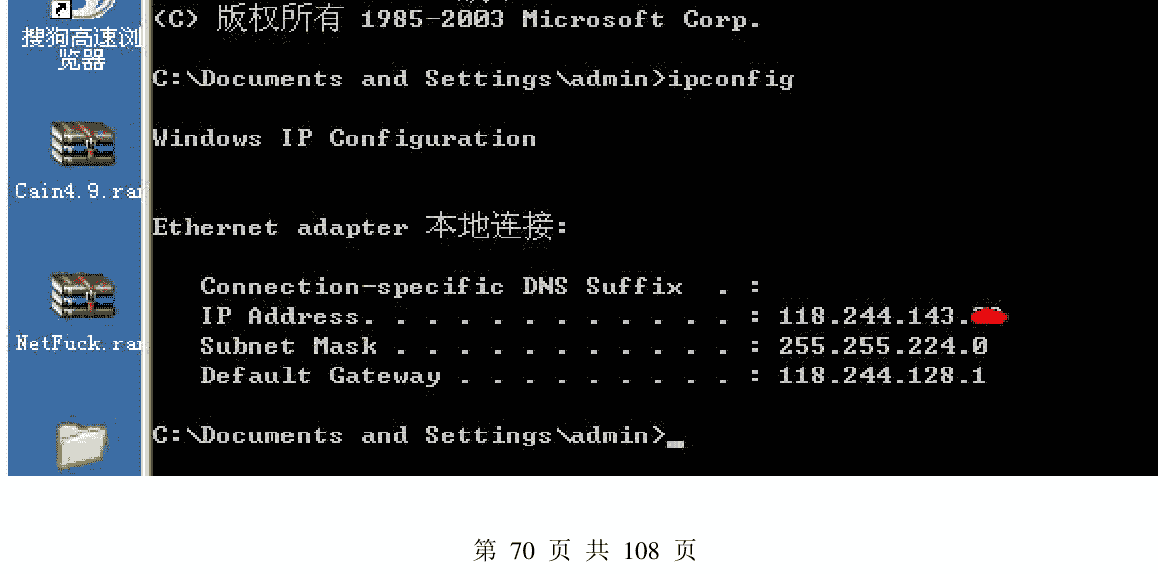 搜狗高速浏
览器
Cain4.9.rar
NetFuck.rar
(C) 版权所有 1985-2003 Microsoft Corp.
C:\Documents and Settings\admin>ipconfig
Windows IP Configuration
Ethernet adapter 本地连接:
Connection-specific DNS Suffix . :
IP Address. . . . . . . . . . . . : 118.244.143.
Subnet Mask . . . . . . . . . . . : 255.255.224.0
Default Gateway . . . . . . . . . : 118.244.128.1
C:\Documents and Settings\admin>_
第 70 页 共 108 页